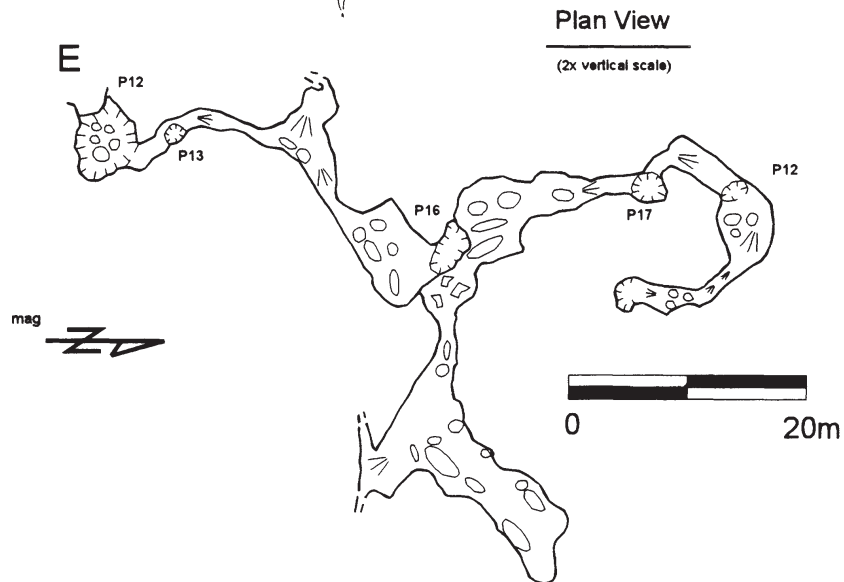 Plan View
(2x vertical scale)
E
P12
P13
P16
P17
P12
mag
N
0
20m